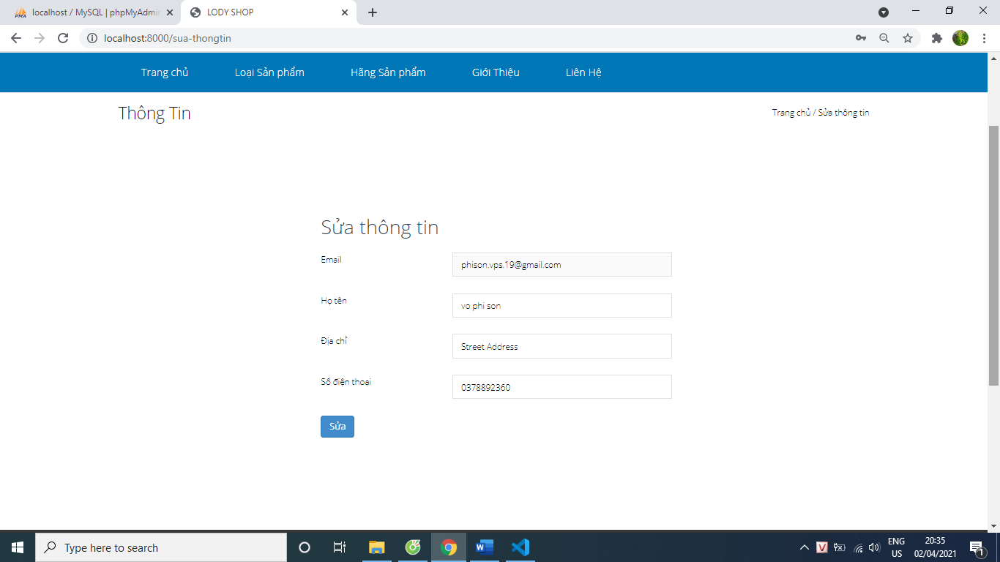 localhost / MySQL | phpMyAdmin
LODY SHOP
localhost:8000/sua-thongtin
Trang chủ Loại Sản phẩm Hãng Sản phẩm Giới Thiệu Liên Hệ
Thông Tin
Trang chủ / Sửa thông tin
Sửa thông tin
Email phison.vps.19@gmail.com
Họ tên vo phi son
Địa chỉ Street Address
Số điện thoại 0378892360
Sửa
Type here to search
ENG
US
20:35
02/04/2021
1